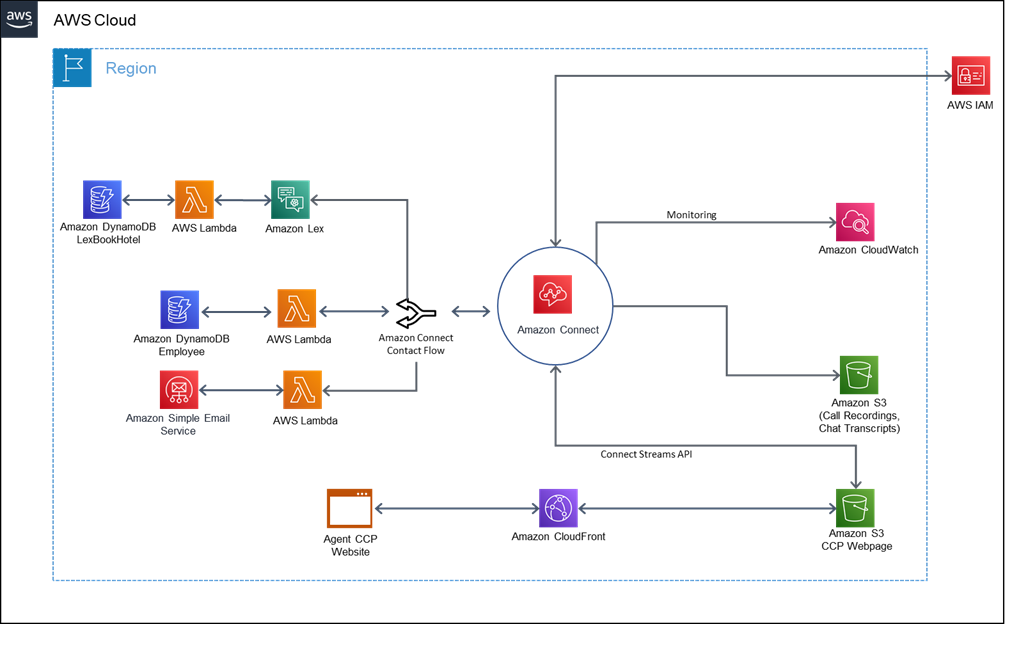 aws
AWS Cloud
Region
AWS IAM
Monitoring
Amazon DynamoDB
LexBookHotel
AWS Lambda
Amazon Lex
Amazon CloudWatch
Amazon DynamoDB
Employee
AWS Lambda
Amazon Connect
Contact Flow
Amazon Connect
Amazon Simple Email
Service
AWS Lambda
Amazon S3
(Call Recordings,
Chat Transcripts)
Connect Streams API
Agent CCP
Website
Amazon CloudFront
Amazon S3
CCP Webpage